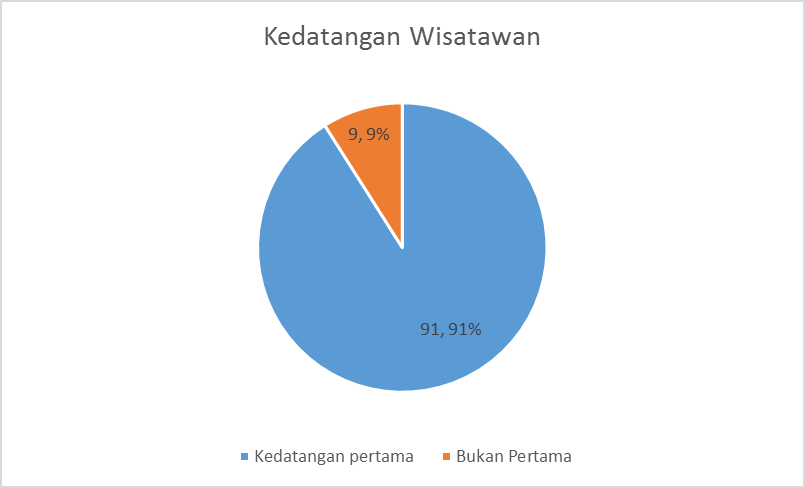 Kedatangan Wisatawan
9, 9%
91, 91%
Kedatangan pertama
Bukan Pertama